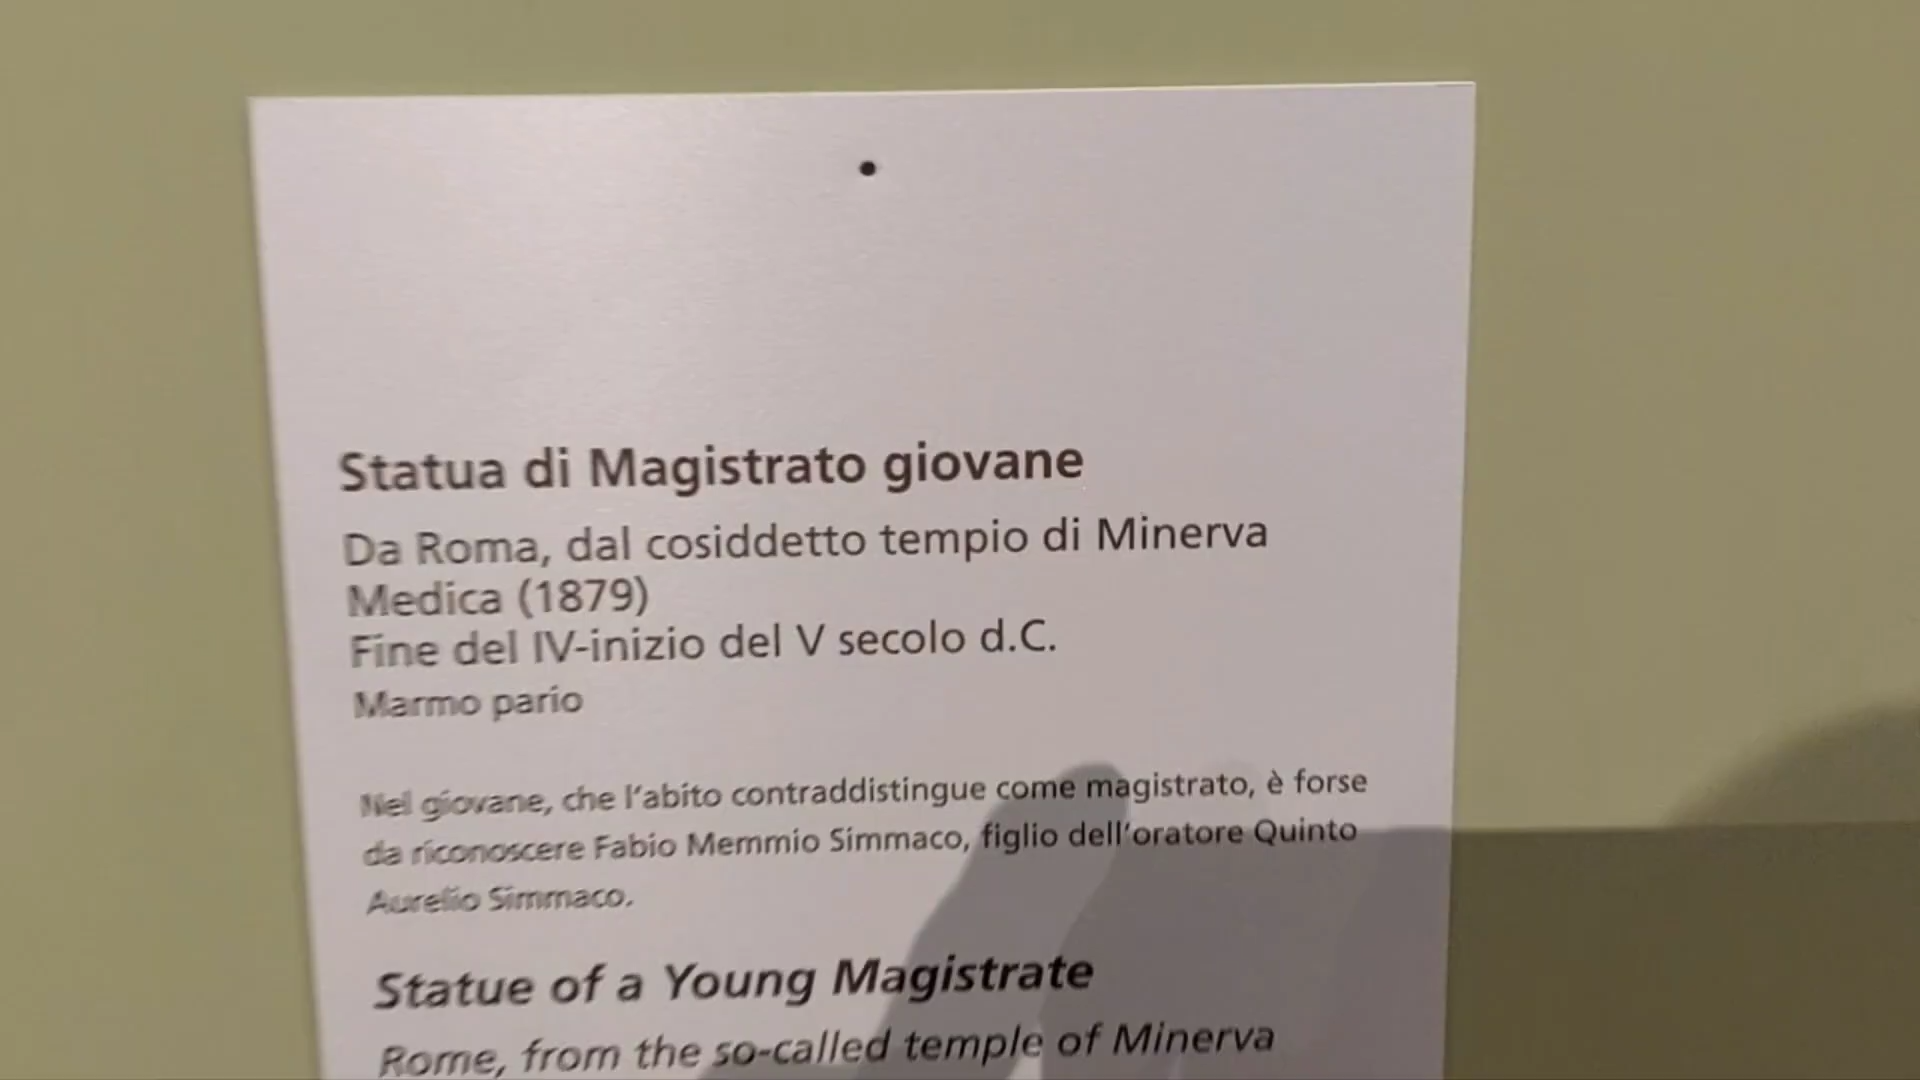 Statua di Magistrato giovane
Da Roma, dal cosiddetto tempio di Minerva
Medica (1879)
Fine del IV-inizio del V secolo d.C.
Marmo pario
Nel giovane, che l'abito contraddistingue come magistrato, è forse
da riconoscere Fabio Memmio Simmaco, figlio dell'oratore Quinto
Aurelio Simmaco.
Statue of a Young Magistrate
Rome, from the so-called temple of Minerva